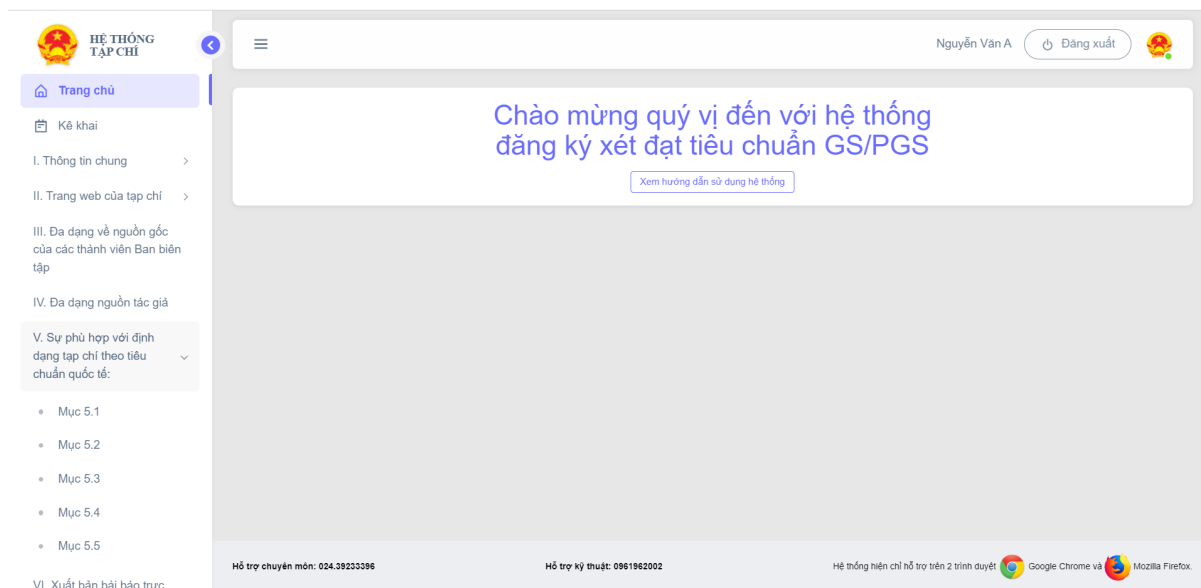 HỆ THỐNG
TẠP CHÍ
Trang chủ
Kê khai
I. Thông tin chung
II. Trang web của tạp chí
III. Đa dạng về nguồn gốc
của các thành viên Ban biên
tập
IV. Đa dạng nguồn tác giả
V. Sự phù hợp với định
dạng tạp chí theo tiêu
chuẩn quốc tế:
Mục 5.1
Mục 5.2
Mục 5.3
Mục 5.4
Mục 5.5
VI. Xuất bản bài báo trực
Nguyễn Văn A
Đăng xuất
Chào mừng quý vị đến với hệ thống
đăng ký xét đạt tiêu chuẩn GS/PGS
Xem hướng dẫn sử dụng hệ thống
Hỗ trợ chuyên môn: 024.39233396
Hỗ trợ kỹ thuật: 0961962002
Hệ thống hiện chỉ hỗ trợ trên 2 trình duyệt Google Chrome và Mozilla Firefox.